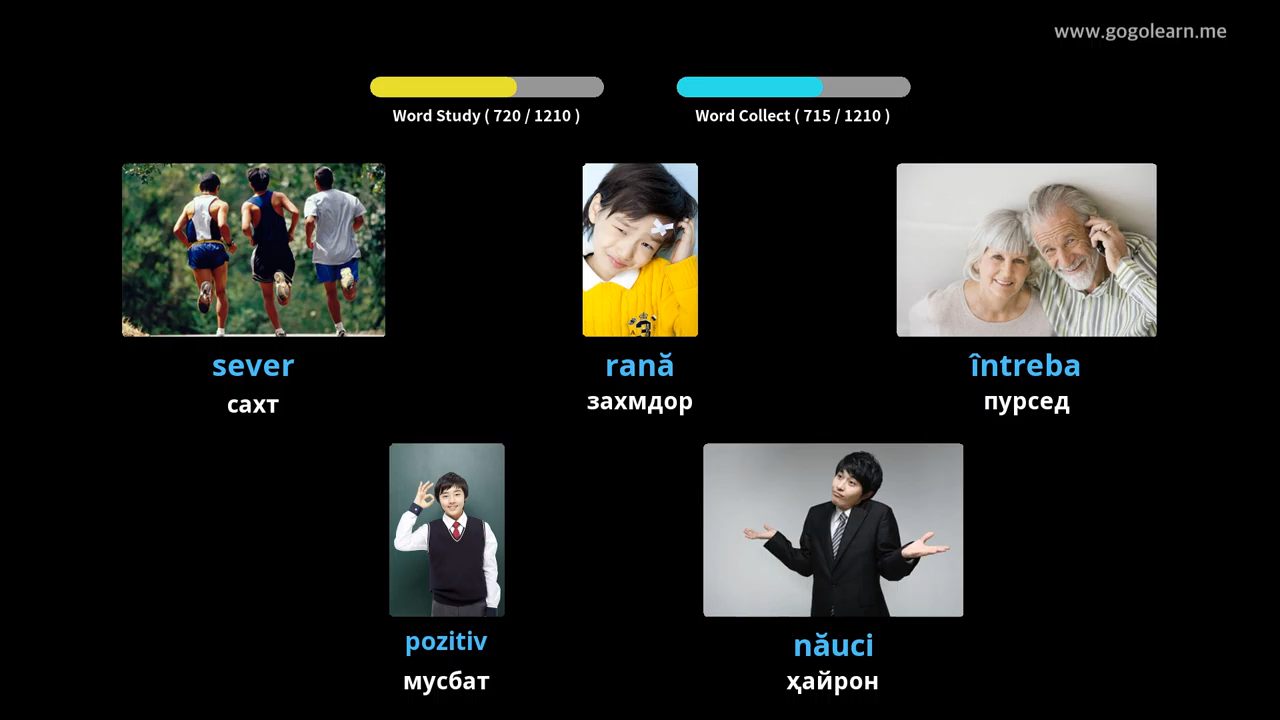 www.gogolearn.me
Word Study ( 720 / 1210 )
Word Collect ( 715 / 1210 )
sever
сахт
rană
захмдор
întreba
пурсед
pozitiv
мусбат
năuci
ҳайрон